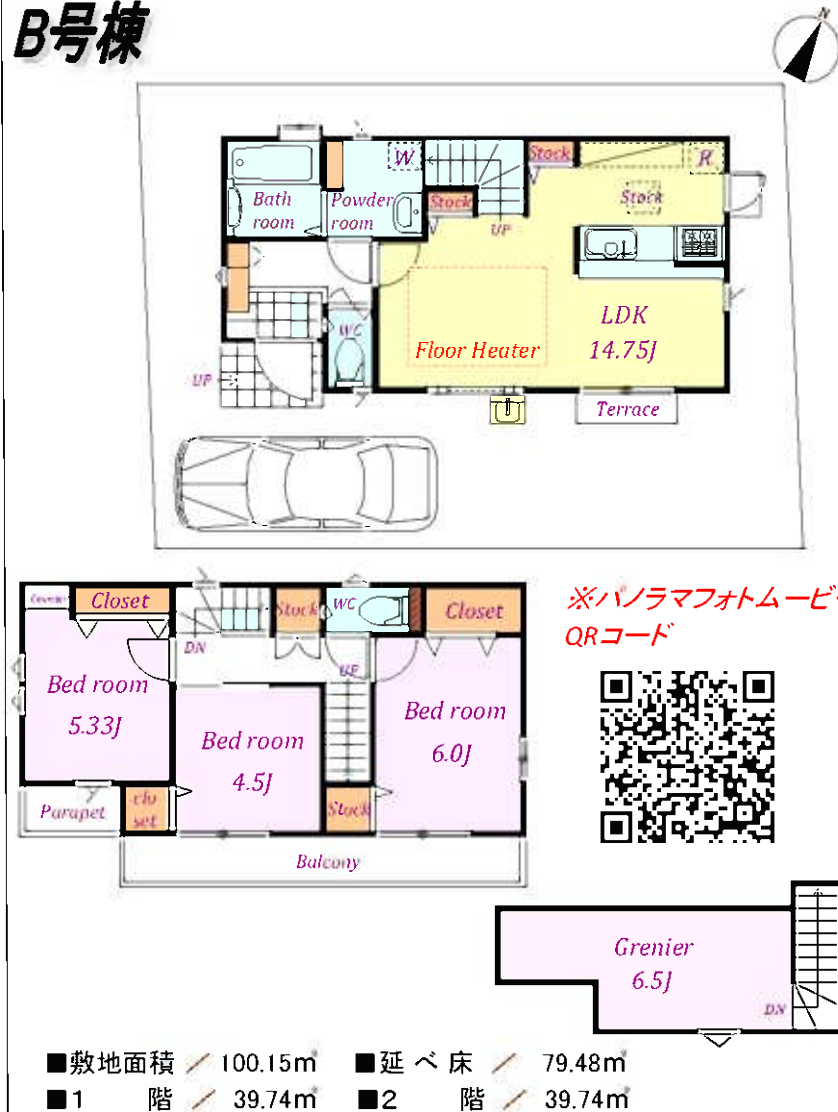 B号棟
N
Bath room
Powder room
W
Stock
R
Stock
Stock
UP
WC
LDK
14.75J
Floor Heater
UP
Terrace
Closet
Stock
WC
Closet
DN
UP
Bed room
5.33J
Bed room
4.5J
Bed room
6.0J
Parapet
clo
set
Stock
Balcony
※パノラマフォトムービ
QRコード
Grenier
6.5J
DN
■敷地面積 ／ 100.15㎡ ■延べ床 ／ 79.48㎡
■1 階 ／ 39.74㎡ ■2 階 ／ 39.74㎡